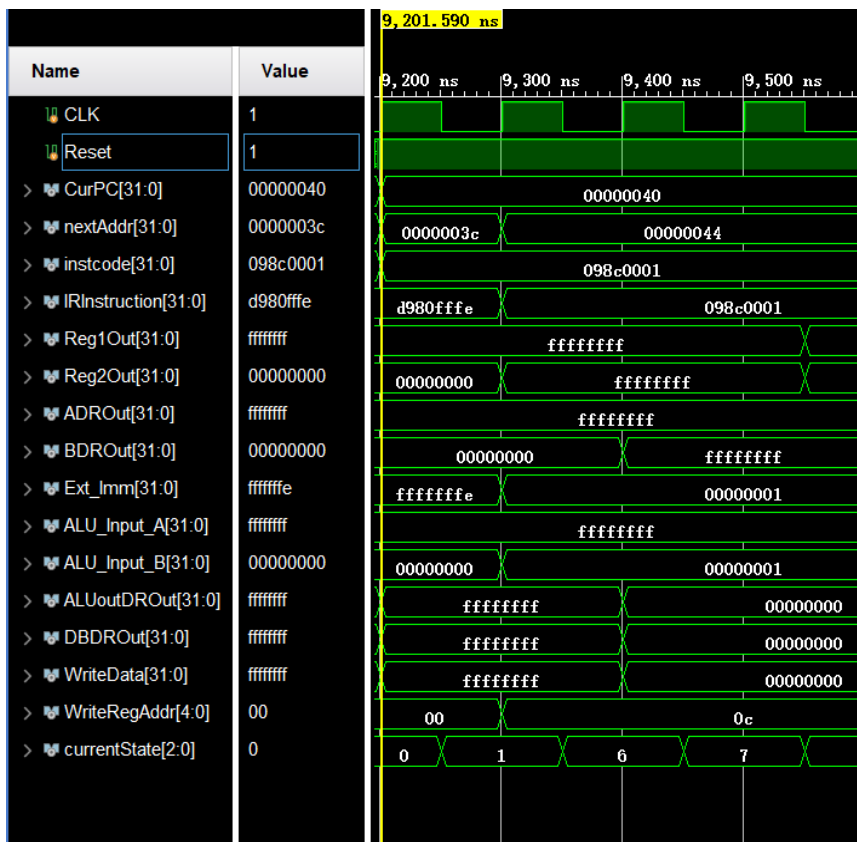 9,201.590 ns
Name Value 9,200 ns 9,300 ns 9,400 ns 9,500 ns
CLK 1
Reset 1
CurPC[31:0] 00000040 00000040
nextAddr[31:0] 0000003c 0000003c 00000044
instcode[31:0] 098c0001 098c0001
IRInstruction[31:0] d980fffe d980fffe 098c0001
Reg1Out[31:0] ffffffff ffffffff
Reg2Out[31:0] 00000000 00000000 ffffffff
ADROut[31:0] ffffffff ffffffff
BDROut[31:0] 00000000 00000000 ffffffff
Ext_Imm[31:0] fffffffe fffffffe 00000001
ALU_Input_A[31:0] ffffffff ffffffff
ALU_Input_B[31:0] 00000000 00000000 00000001
ALUoutDROut[31:0] ffffffff ffffffff 00000000
DBDROut[31:0] ffffffff ffffffff 00000000
WriteData[31:0] ffffffff ffffffff 00000000
WriteRegAddr[4:0] 00 00 0c
currentState[2:0] 0 0 1 6 7